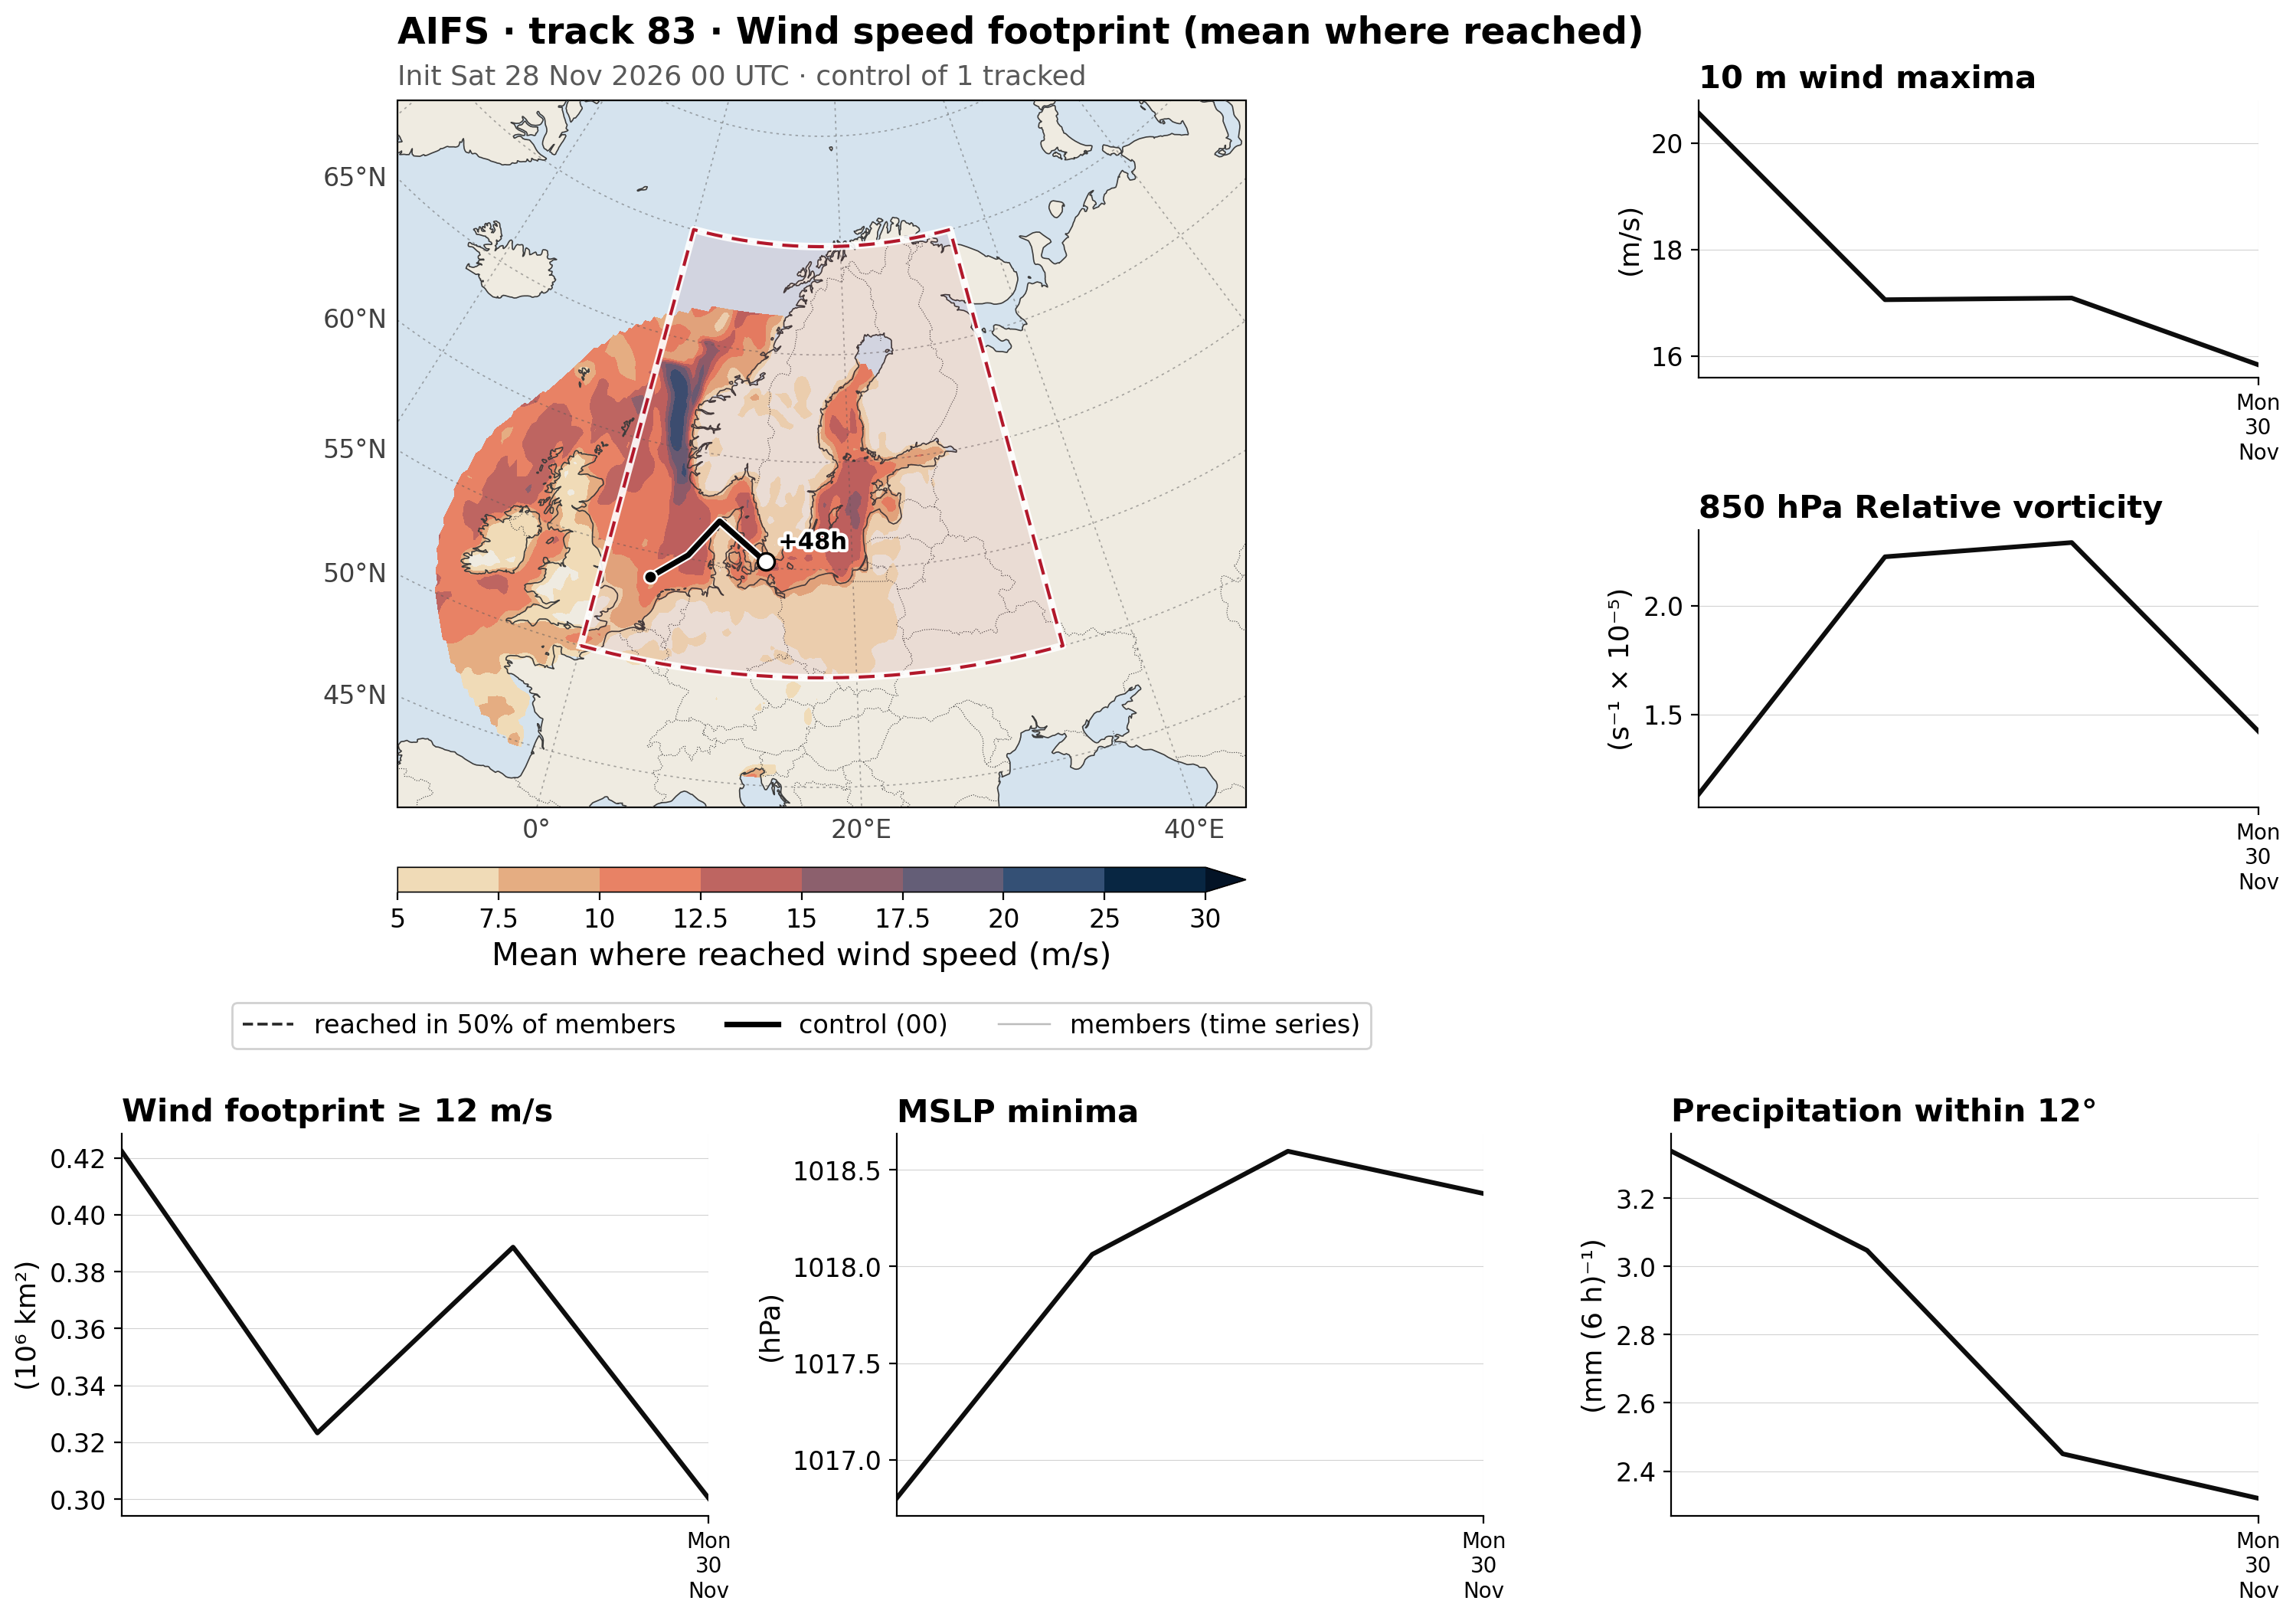 AIFS · track 83 · Wind speed footprint (mean where reached)
Init Sat 28 Nov 2026 00 UTC · control of 1 tracked
65°N
60°N
55°N
50°N
45°N
+48h
0°
20°E
40°E
5
7.5
10
12.5
15
17.5
20
25
30
Mean where reached wind speed (m/s)
reached in 50% of members
control (00)
members (time series)
10 m wind maxima
(m/s)
20
18
16
Mon
30
Nov
850 hPa Relative vorticity
(s⁻¹ × 10⁻⁵)
2.0
1.5
Mon
30
Nov
Wind footprint ≥ 12 m/s
(10⁶ km²)
0.42
0.40
0.38
0.36
0.34
0.32
0.30
Mon
30
Nov
MSLP minima
(hPa)
1018.5
1018.0
1017.5
1017.0
Mon
30
Nov
Precipitation within 12°
(mm (6 h)⁻¹)
3.2
3.0
2.8
2.6
2.4
Mon
30
Nov